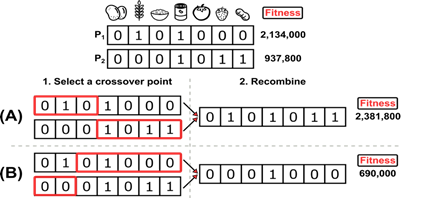 Fitness
P1 0 1 0 1 0 0 0 2,134,000
P2 0 0 0 1 0 1 1 937,800
1. Select a crossover point 2. Recombine
(A)
0 1 0 1 0 0 0
0 0 0 1 0 1 1
0 1 0 1 0 1 1
Fitness
2,381,800
(B)
0 1 0 1 0 0 0
0 0 0 1 0 1 1
0 0 0 1 0 0 0
Fitness
690,000